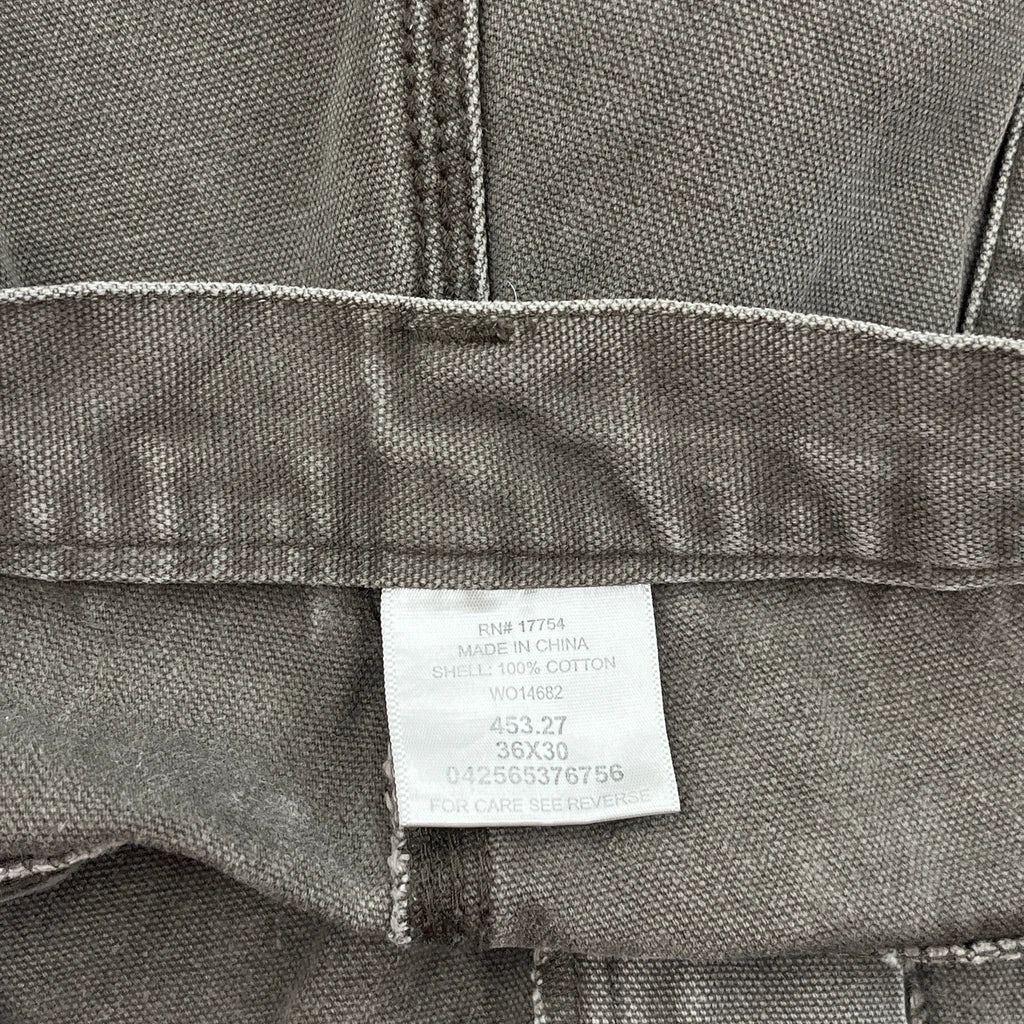 RN# 17754
MADE IN CHINA
SHELL: 100% COTTON
WO14682
453.27
36X30
042565376756
FOR CARE SEE REVERSE